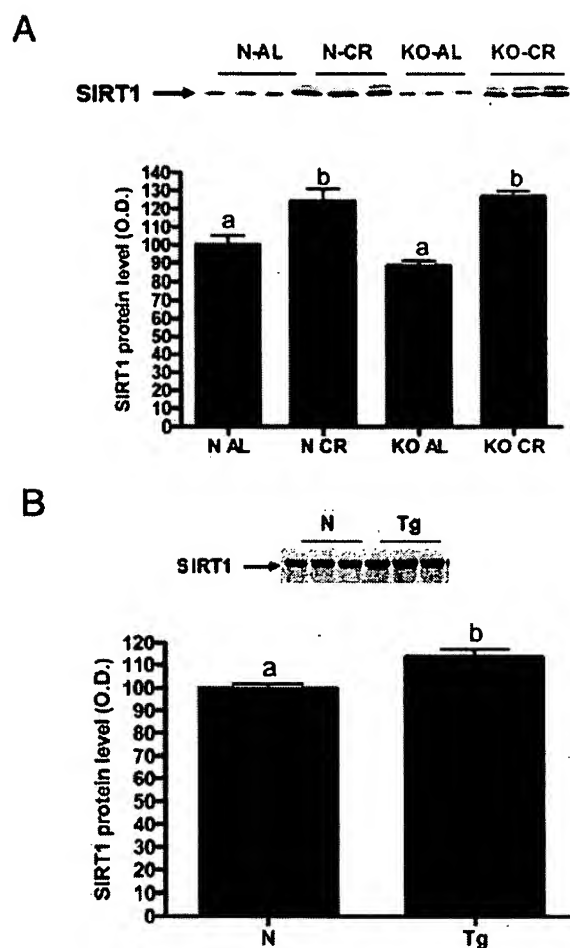 A
N-AL N-CR KO-AL KO-CR
SIRT1
SIRT1 protein level (O.D.)
140
130
120
110
100
90
80
70
60
50
40
30
20
10
0
a
b
a
b
N AL N CR KO AL KO CR
B
N Tg
SIRT1
SIRT1 protein level (O.D.)
120
110
100
90
80
70
60
50
40
30
20
10
0
a
b
N Tg